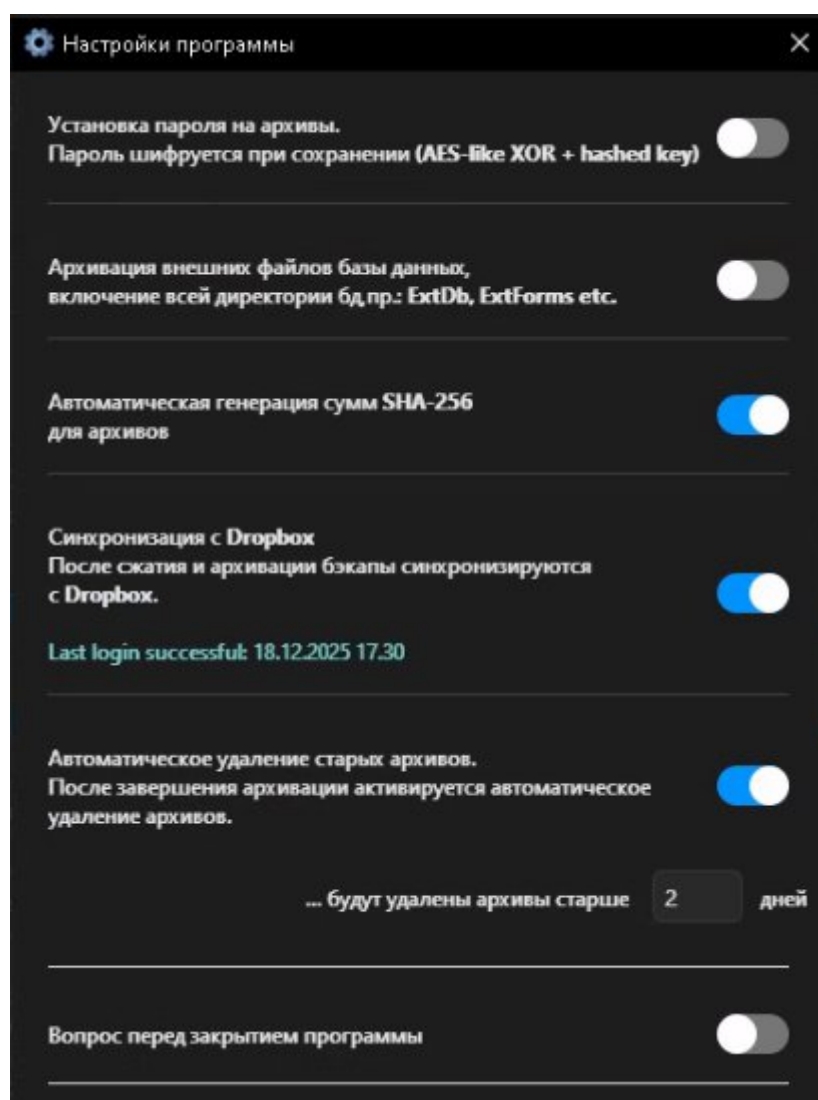 Настройки программы
Установка пароля на архивы.
Пароль шифруется при сохранении (AES-like XOR + hashed key)
Архивация внешних файлов базы данных,
включение всей директории бд,пр.: ExtDb, ExtForms etc.
Автоматическая генерация сумм SHA-256
для архивов
Синхронизация с Dropbox
После сжатия и архивации бэкапы синхронизируются
с Dropbox.
Last login successful: 18.12.2025 17.30
Автоматическое удаление старых архивов.
После завершения архивации активируется автоматическое
удаление архивов.
... будут удалены архивы старше 2 дней
Вопрос перед закрытием программы